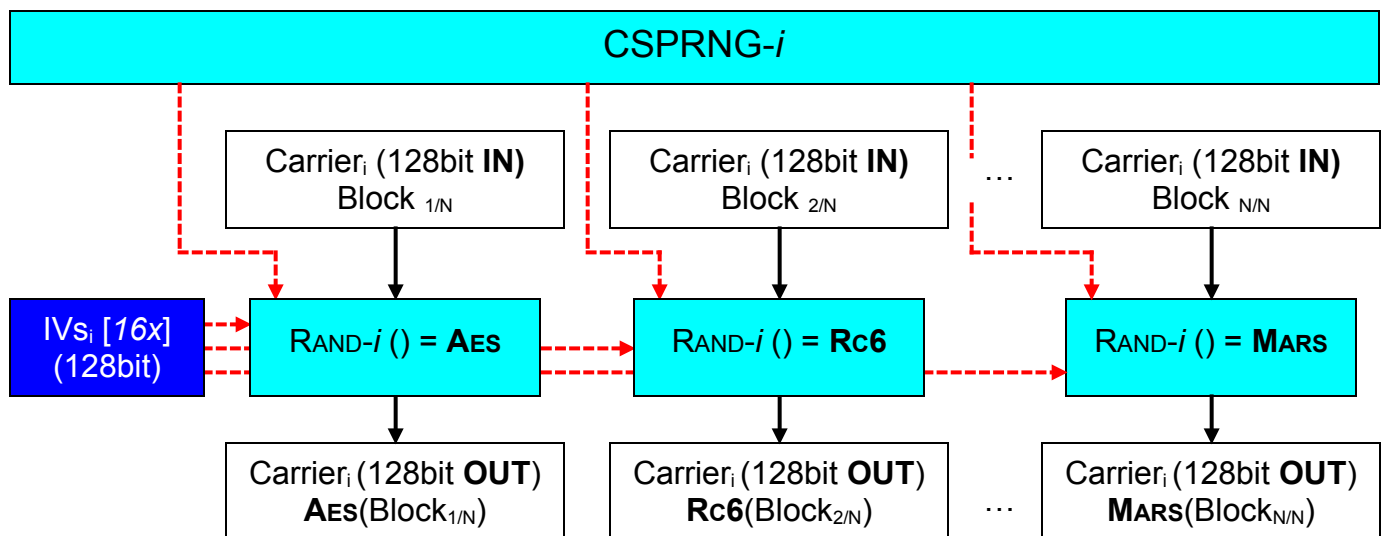 CSPRNG-i
Carrierᵢ (128bit IN)
Block 1/N
Carrierᵢ (128bit IN)
Block 2/N
...
Carrierᵢ (128bit IN)
Block N/N
IVsᵢ [16x]
(128bit)
RAND-i () = AES
RAND-i () = RC6
RAND-i () = MARS
Carrierᵢ (128bit OUT)
AES(Block1/N)
Carrierᵢ (128bit OUT)
RC6(Block2/N)
...
Carrierᵢ (128bit OUT)
MARS(BlockN/N)